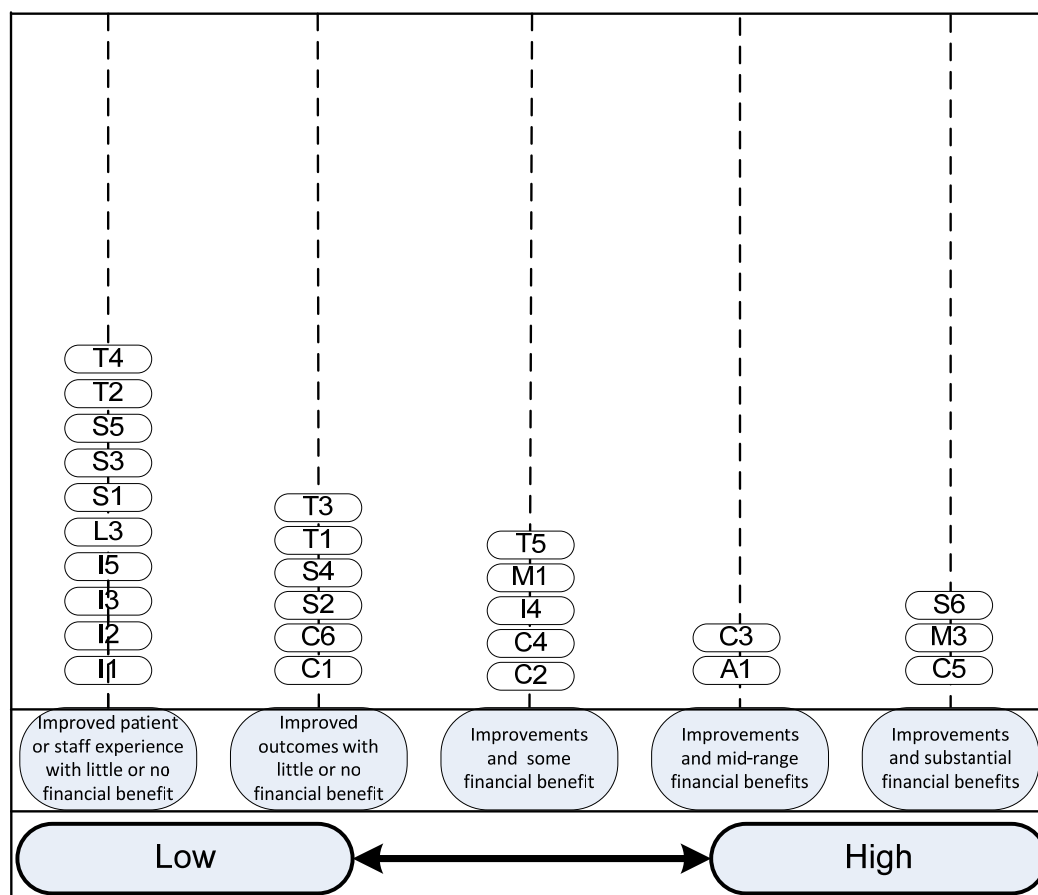 T4
T2
S5
S3
S1
L3
I5
I3
I2
I1
T3
T1
S4
S2
C6
C1
T5
M1
I4
C4
C2
C3
A1
S6
M3
C5
Improved patient
or staff experience
with little or no
financial benefit
Improved
outcomes with
little or no
financial benefit
Improvements
and some
financial benefit
Improvements
and mid-range
financial benefits
Improvements
and substantial
financial benefits
Low
High